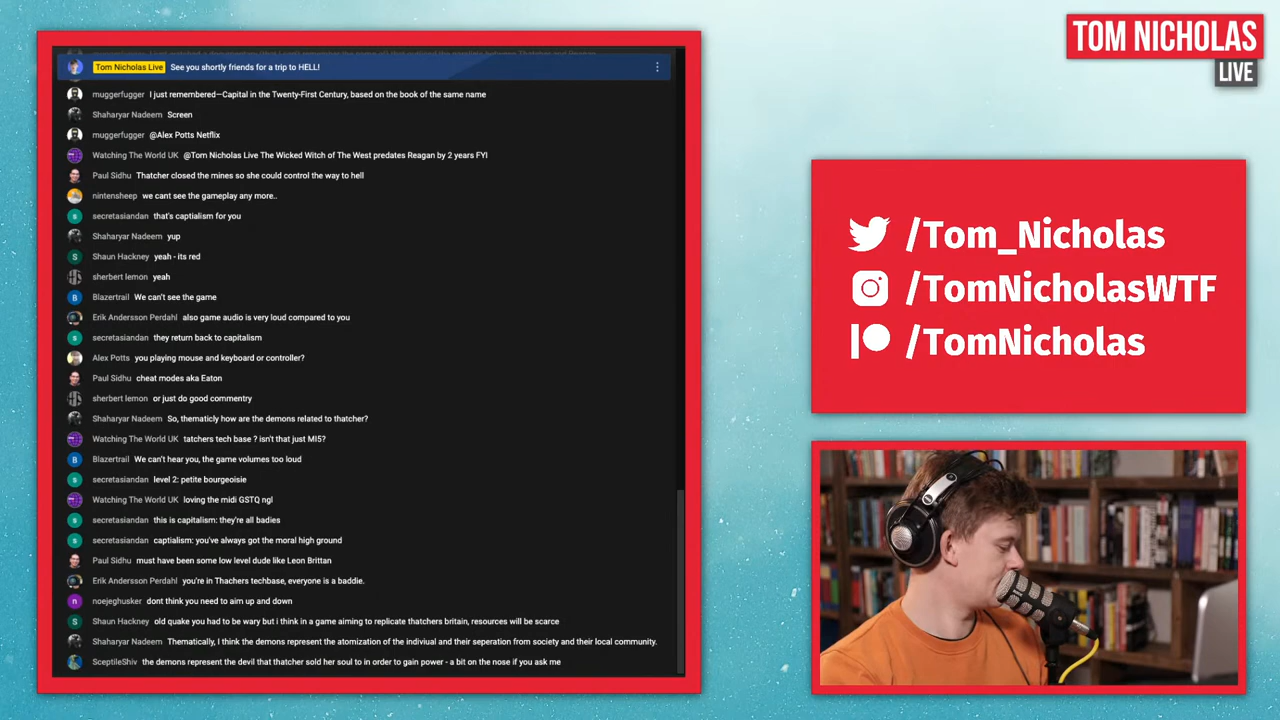 TOM NICHOLAS
LIVE
Tom Nicholas Live See you shortly friends for a trip to HELL!
muggerfugger I just remembered—Capital in the Twenty-First Century, based on the book of the same name
Shaharyar Nadeem Screen
muggerfugger @Alex Potts Netflix
Watching The World UK @Tom Nicholas Live The Wicked Witch of The West predates Reagan by 2 years FYI
Paul Sidhu Thatcher closed the mines so she could control the way to hell
nintensheep we cant see the gameplay any more..
s secretasiandan that's captialism for you
Shaharyar Nadeem yup
S Shaun Hackney yeah - its red
sherbert lemon yeah
B Blazertrail We can't see the game
Erik Andersson Perdahl also game audio is very loud compared to you
s secretasiandan they return back to capitalism
Alex Potts you playing mouse and keyboard or controller?
Paul Sidhu cheat modes aka Eaton
sherbert lemon or just do good commentry
Shaharyar Nadeem So, thematicly how are the demons related to thatcher?
Watching The World UK tatchers tech base ? isn't that just MI5?
B Blazertrail We can't hear you, the game volumes too loud
s secretasiandan level 2: petite bourgeoisie
Watching The World UK loving the midi GSTQ ng!
s secretasiandan this is capitalism: they're all badies
s secretasiandan captialism: you've always got the moral high ground
Paul Sidhu must have been some low level dude like Leon Brittan
Erik Andersson Perdahl you're in Thachers techbase, everyone is a baddie.
n noejeghusker dont think you need to aim up and down
S Shaun Hackney old quake you had to be wary but i think in a game aiming to replicate thatchers britain, resources will be scarce
Shaharyar Nadeem Thematically, I think the demons represent the atomization of the indiviual and their seperation from society and their local community.
SceptileShiv the demons represent the devil that thatcher sold her soul to in order to gain power - a bit on the nose if you ask me
/Tom_Nicholas
/TomNicholasWTF
/TomNicholas